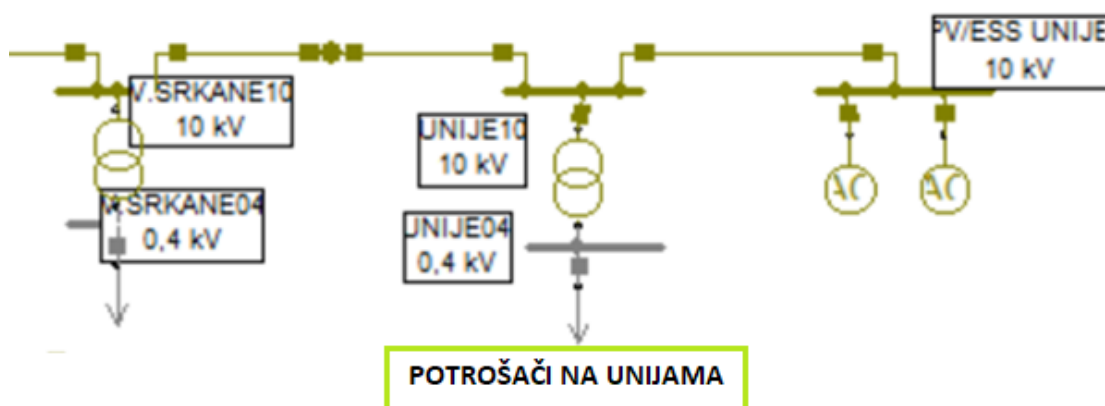 PV/ESS UNIJE
10 kV
V.SRKANE10
10 kV
UNIJE10
10 kV
AC
AC
V.SRKANE04
0,4 kV
UNIJE04
0,4 kV
POTROŠAČI NA UNIJAMA